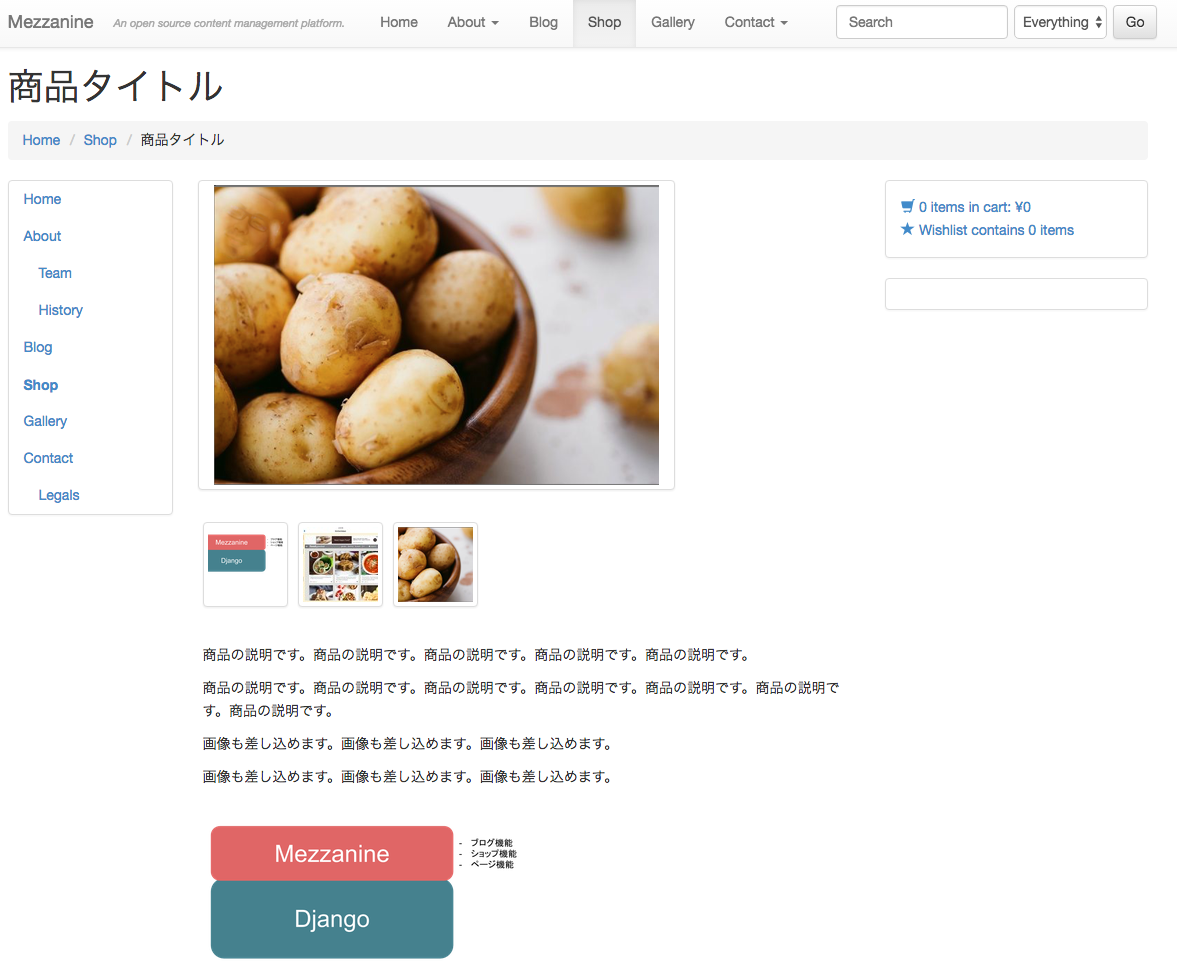 Mezzanine
An open source content management platform.
Home
About
Blog
Shop
Gallery
Contact
Search
Everything
Go
商品タイトル
Home / Shop / 商品タイトル
Home
About
Team
History
Blog
Shop
Gallery
Contact
Legals
0 items in cart: ¥0
Wishlist contains 0 items
Mezzanine
Django
商品の説明です。商品の説明です。商品の説明です。商品の説明です。商品の説明です。
商品の説明です。商品の説明です。商品の説明です。商品の説明です。商品の説明です。商品の説明で
す。商品の説明です。
画像も差し込めます。画像も差し込めます。画像も差し込めます。
画像も差し込めます。画像も差し込めます。画像も差し込めます。
Mezzanine
- ブログ機能
- ショップ機能
- ページ機能
Django